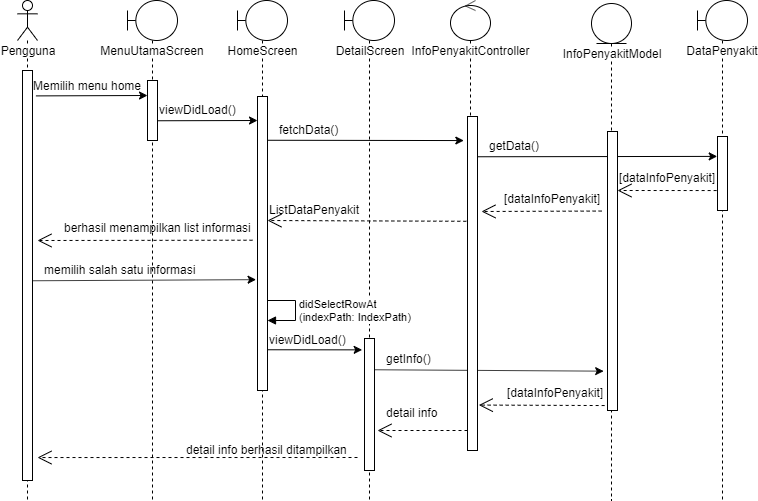 Pengguna
MenuUtamaScreen
HomeScreen
DetailScreen
InfoPenyakitController
InfoPenyakitModel
DataPenyakit
Memilih menu home
viewDidLoad()
fetchData()
getData()
[dataInfoPenyakit]
[dataInfoPenyakit]
ListDataPenyakit
berhasil menampilkan list informasi
memilih salah satu informasi
didSelectRowAt
(indexPath: IndexPath)
viewDidLoad()
getInfo()
[dataInfoPenyakit]
detail info
detail info berhasil ditampilkan